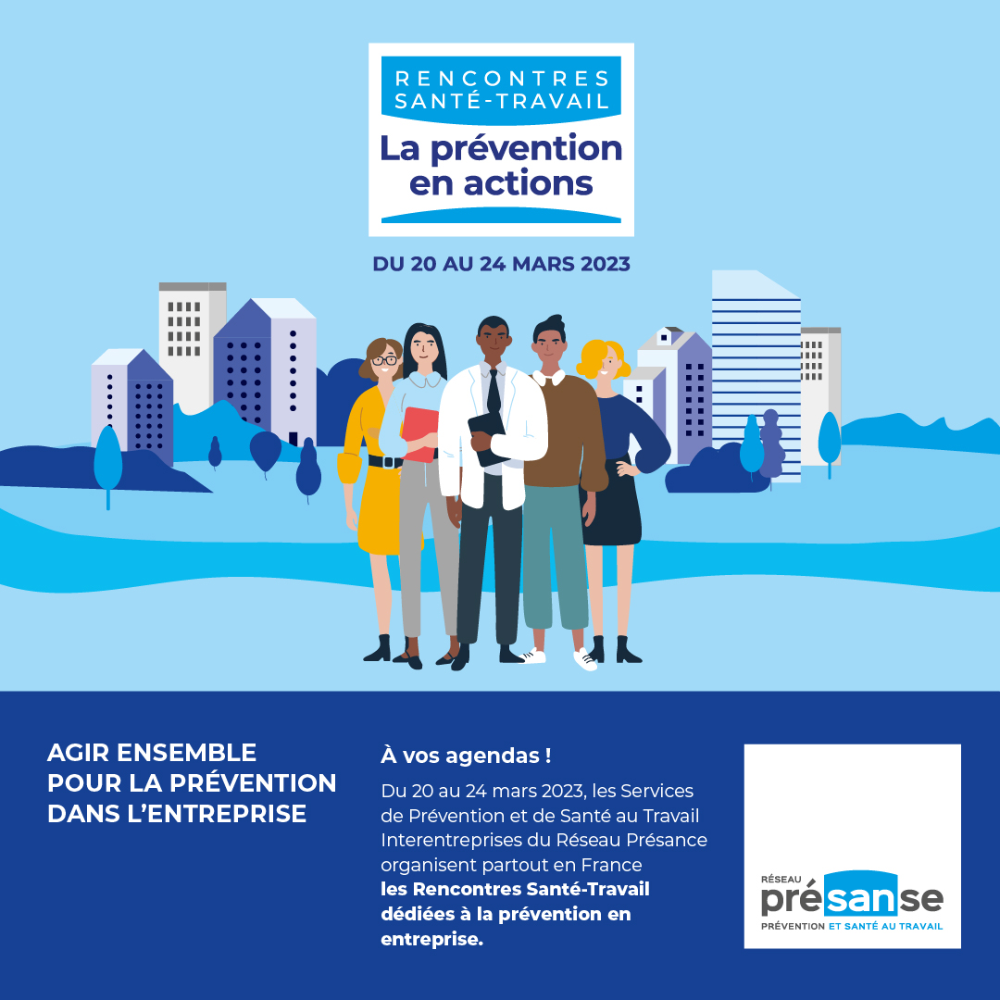 RENCONTRES
SANTÉ-TRAVAIL
La prévention
en actions
DU 20 AU 24 MARS 2023
AGIR ENSEMBLE
POUR LA PRÉVENTION
DANS L'ENTREPRISE
À vos agendas !
Du 20 au 24 mars 2023, les Services
de Prévention et de Santé au Travail
Interentreprises du Réseau Présance
organisent partout en France
les Rencontres Santé-Travail
dédiées à la prévention en
entreprise.
RÉSEAU
présanse
PRÉVENTION ET SANTÉ AU TRAVAIL